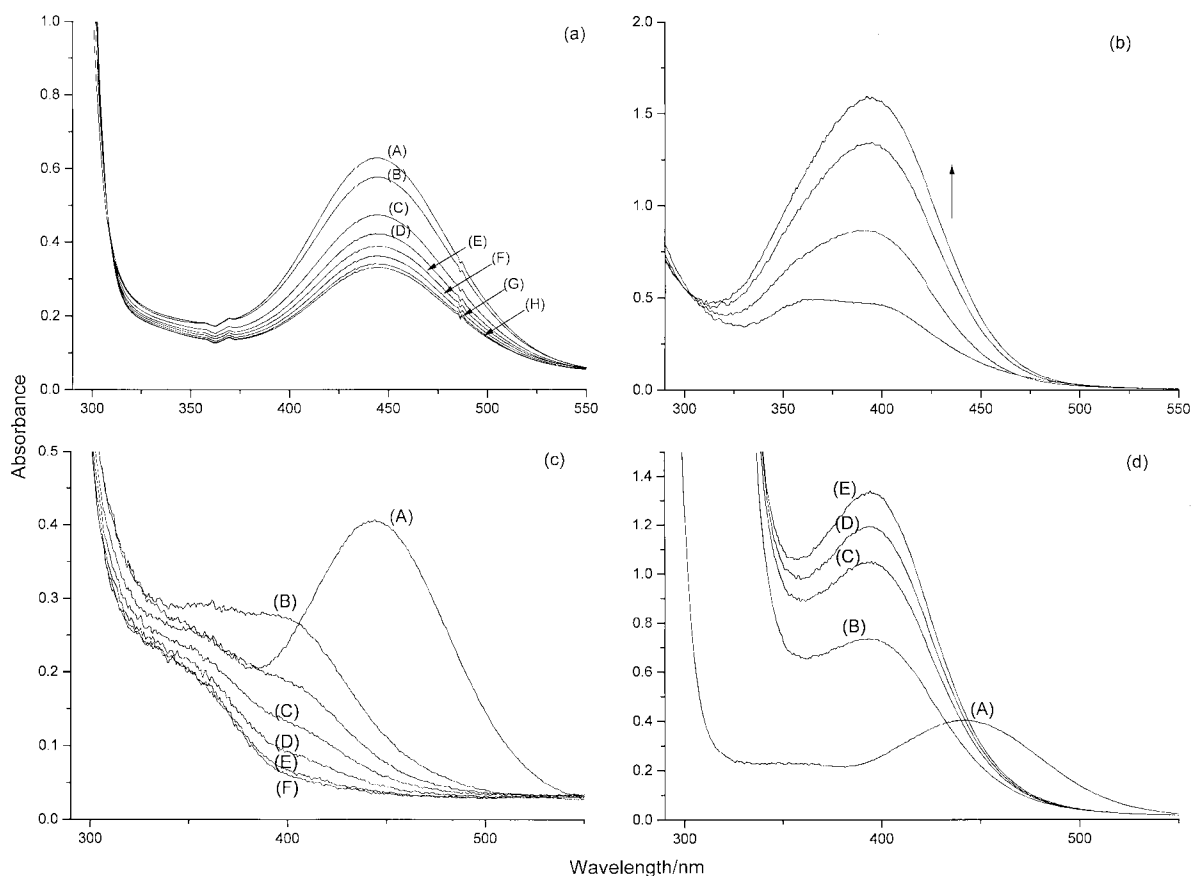 (a)
1.0
0.8
0.6
0.4
0.2
0.0
(A)
(B)
(C)
(D)
(E)
(F)
(G)
(H)
300 350 400 450 500 550
(b)
2.0
1.5
1.0
0.5
0.0
300 350 400 450 500 550
Absorbance
(c)
0.5
0.4
0.3
0.2
0.1
0.0
(A)
(B)
(C)
(D)
(E)
(F)
300 400 500
(d)
1.4
1.2
1.0
0.8
0.6
0.4
0.2
0.0
(E)
(D)
(C)
(B)
(A)
300 400 500
Wavelength/nm